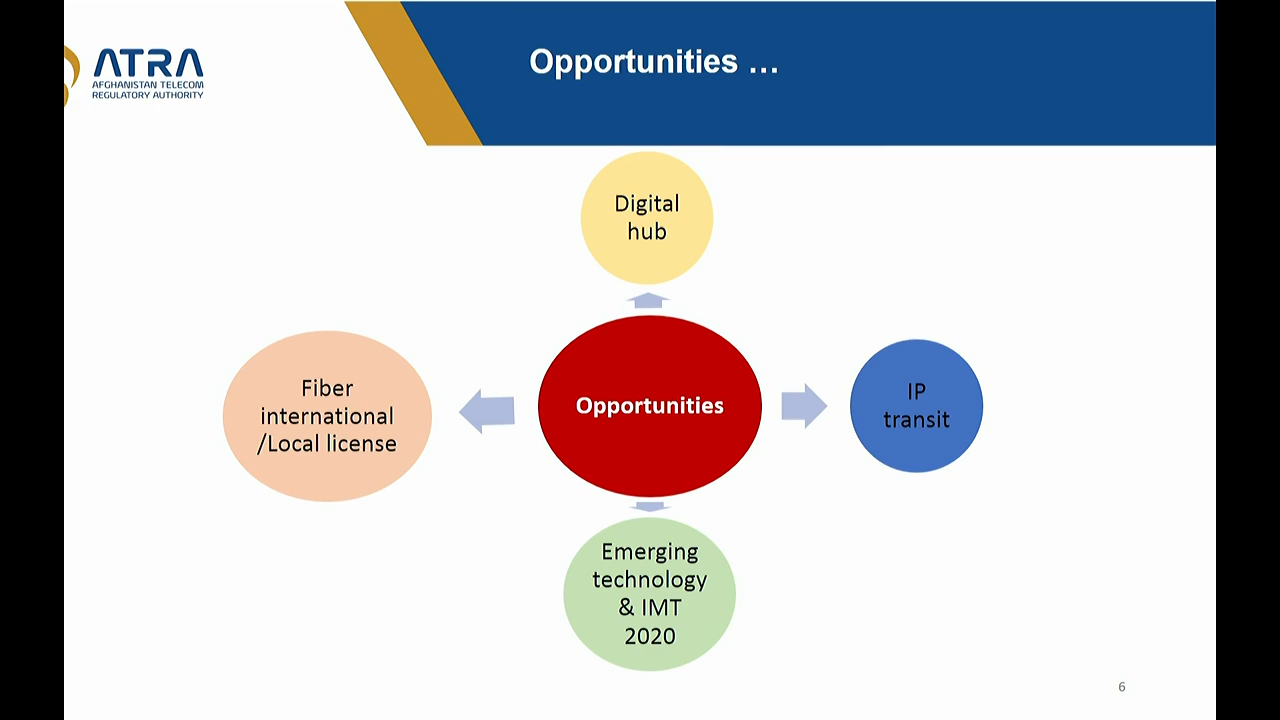 ATRA
AFGHANISTAN TELECOM
REGULATORY AUTHORITY
Opportunities ...
Digital
hub
Fiber
international
/Local license
Opportunities
IP
transit
Emerging
technology
& IMT
2020
6